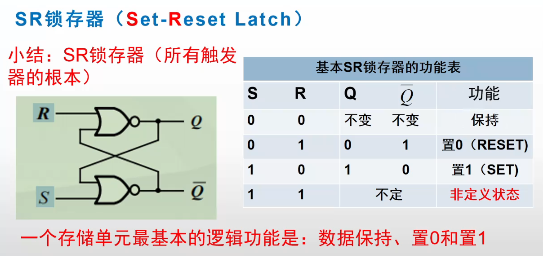 SR锁存器（Set-Reset Latch）
小结：SR锁存器（所有触发
器的根本）
R
Q
S
Q̅
基本SR锁存器的功能表
S R Q Q̅ 功能
0 0 不变 不变 保持
0 1 0 1 置0（RESET)
1 0 1 0 置1（SET)
1 1 不定 非定义状态
一个存储单元最基本的逻辑功能是：数据保持、置0和置1